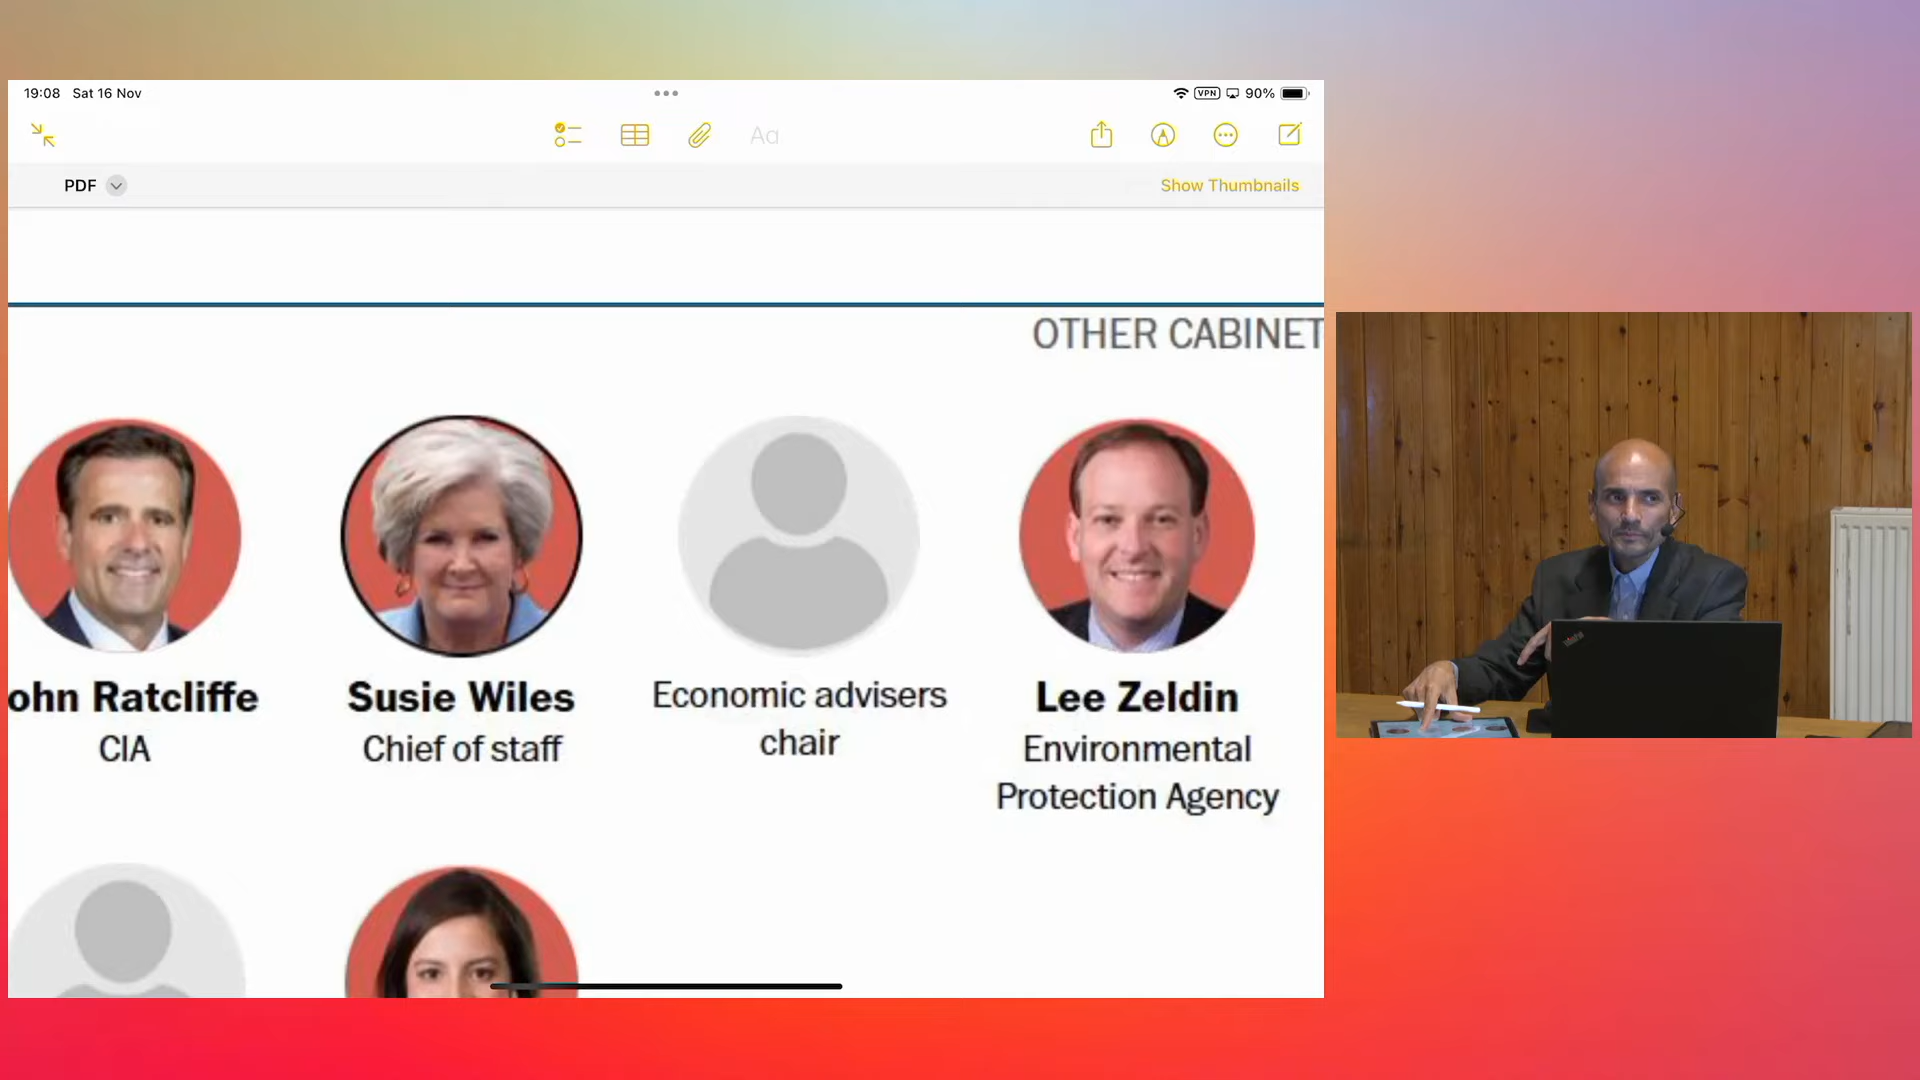 19:08 Sat 16 Nov
VPN 90%
Aa
PDF
Show Thumbnails
OTHER CABINET
ohn Ratcliffe
CIA
Susie Wiles
Chief of staff
Economic advisers
chair
Lee Zeldin
Environmental
Protection Agency